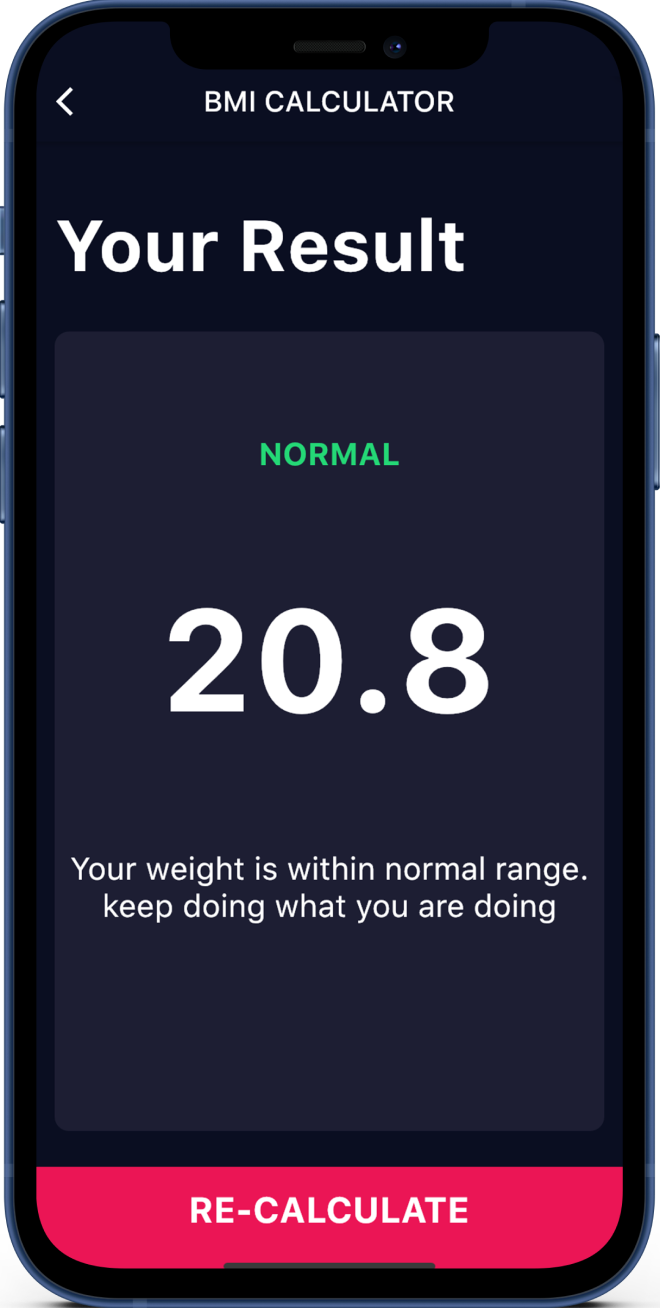 BMI CALCULATOR
Your Result
NORMAL
20.8
Your weight is within normal range.
keep doing what you are doing
RE-CALCULATE